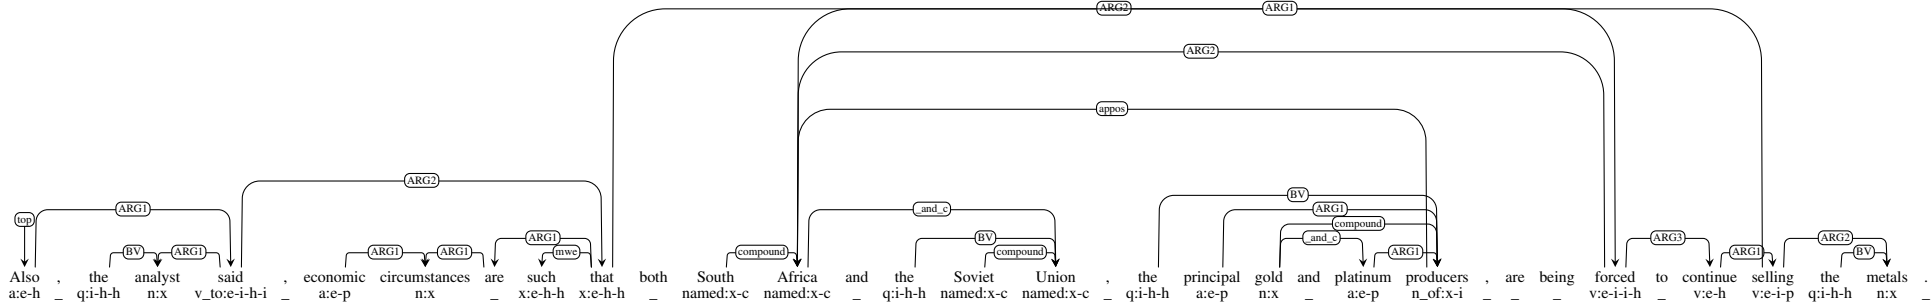 ARG2 ARG1
ARG2
appos
ARG2
BV
top ARG1 _and_c ARG1
compound
ARG1 BV _and_c ARG3 ARG2
BV ARG1 ARG1 ARG1 mwe compound compound ARG1 ARG1 BV
Also , the analyst said , economic circumstances are such that both South Africa and the Soviet Union , the principal gold and platinum producers , are being forced to continue selling the metals .
a:e-h _ q:i-h-h n:x v_to:e-i-h-i _ a:e-p n:x _ x:e-h-h x:e-h-h _ named:x-c named:x-c _ q:i-h-h named:x-c named:x-c _ q:i-h-h a:e-p n:x _ a:e-p n_of:x-i _ _ _ v:e-i-i-h _ v:e-h v:e-i-p q:i-h-h n:x _